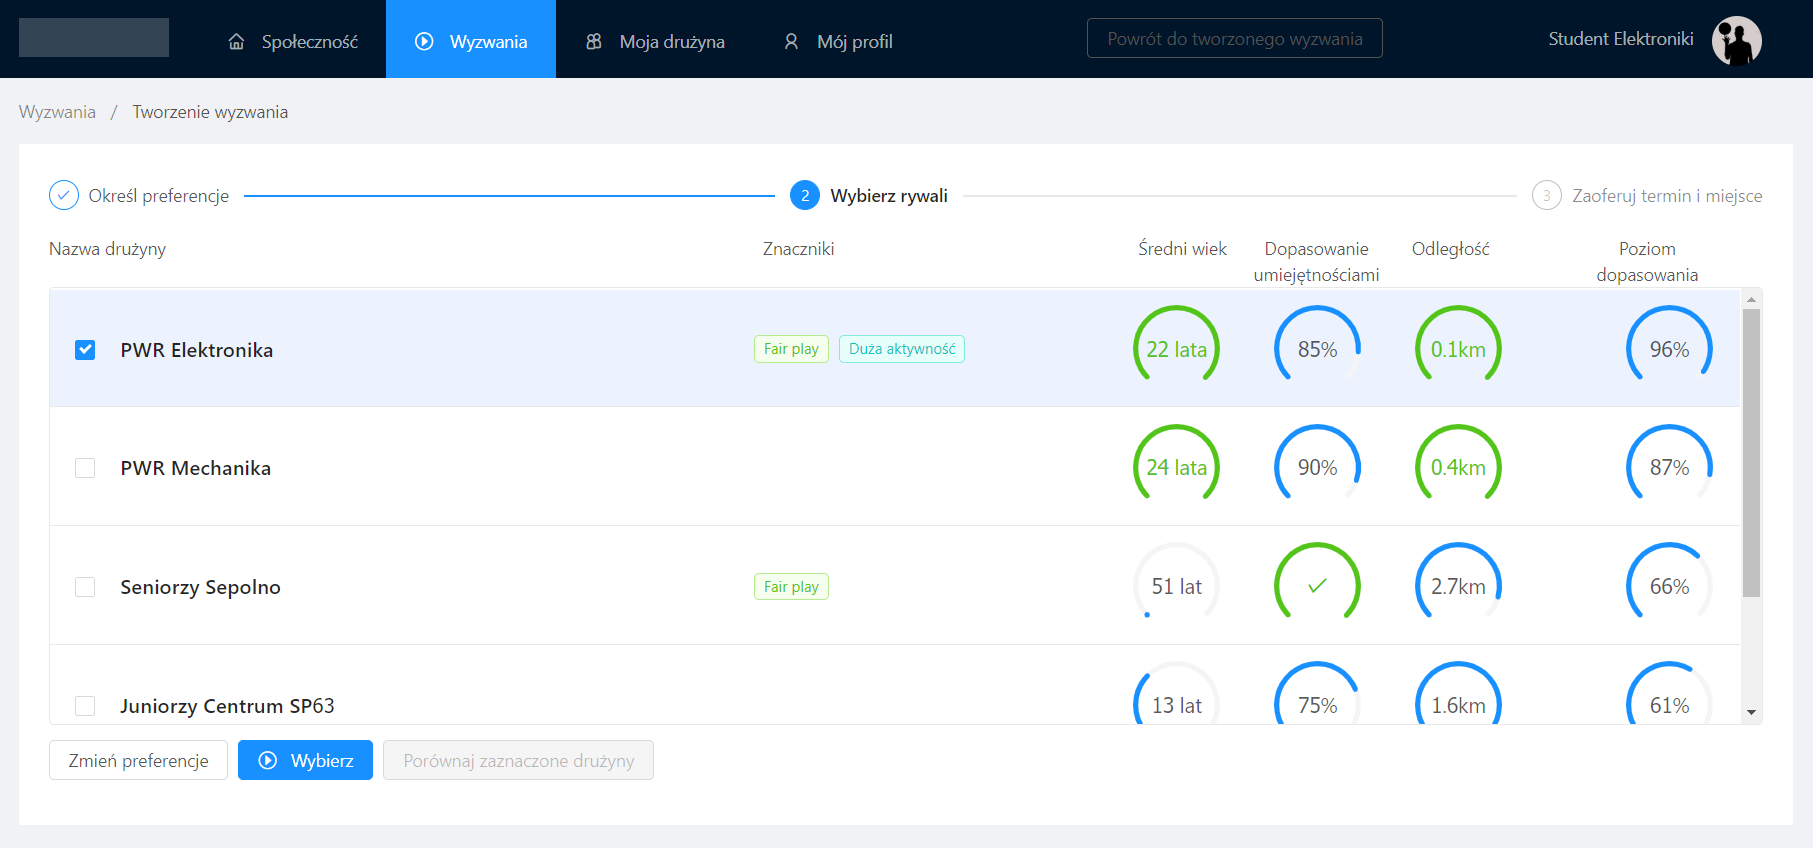 Społeczność
Wyzwania
Moja drużyna
Mój profil
Powrót do tworzonego wyzwania
Student Elektroniki
Wyzwania / Tworzenie wyzwania
Określ preferencje
2 Wybierz rywali
3 Zaoferuj termin i miejsce
Nazwa drużyny
Znaczniki
Średni wiek
Dopasowanie
umiejętnościami
Odległość
Poziom
dopasowania
PWR Elektronika
Fair play
Duża aktywność
22 lata
85%
0.1km
96%
PWR Mechanika
24 lata
90%
0.4km
87%
Seniorzy Sepolno
Fair play
51 lat
2.7km
66%
Juniorzy Centrum SP63
13 lat
75%
1.6km
61%
Zmień preferencje
Wybierz
Porównaj zaznaczone drużyny